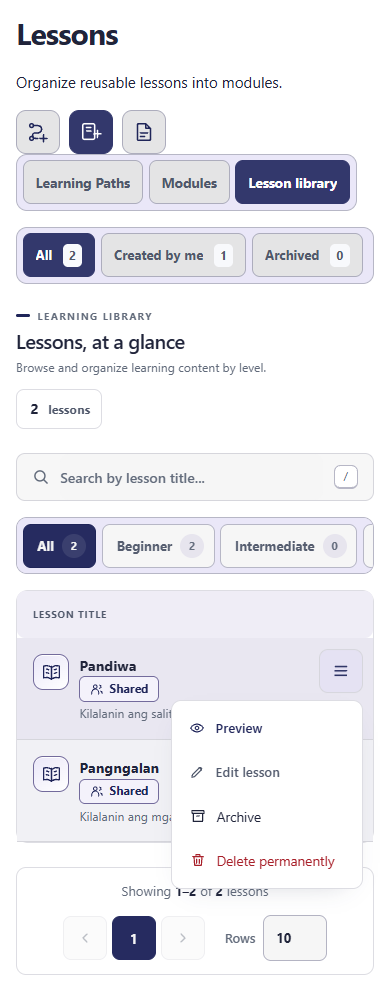 Lessons
Organize reusable lessons into modules.
Learning Paths Modules Lesson library
All 2 Created by me 1 Archived 0
LEARNING LIBRARY
Lessons, at a glance
Browse and organize learning content by level.
2 lessons
Search by lesson title... /
All 2 Beginner 2 Intermediate 0
LESSON TITLE
Pandiwa
Shared
Kilalanin ang
Preview
Edit lesson
Pangngalan
Shared
Kilalanin ang
Archive
Delete permanently
Showing 1–2 of 2 lessons
1 Rows 10